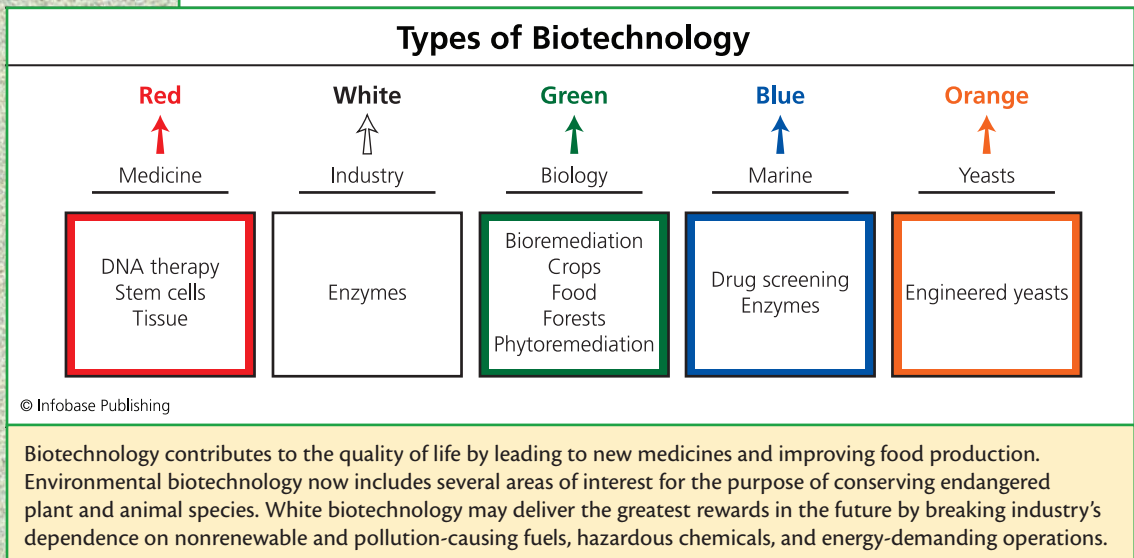 Types of Biotechnology
Red White Green Blue Orange
Medicine Industry Biology Marine Yeasts
DNA therapy
Stem cells
Tissue
Enzymes
Bioremediation
Crops
Food
Forests
Phytoremediation
Drug screening
Enzymes
Engineered yeasts
© Infobase Publishing
Biotechnology contributes to the quality of life by leading to new medicines and improving food production.
Environmental biotechnology now includes several areas of interest for the purpose of conserving endangered
plant and animal species. White biotechnology may deliver the greatest rewards in the future by breaking industry’s
dependence on nonrenewable and pollution-causing fuels, hazardous chemicals, and energy-demanding operations.